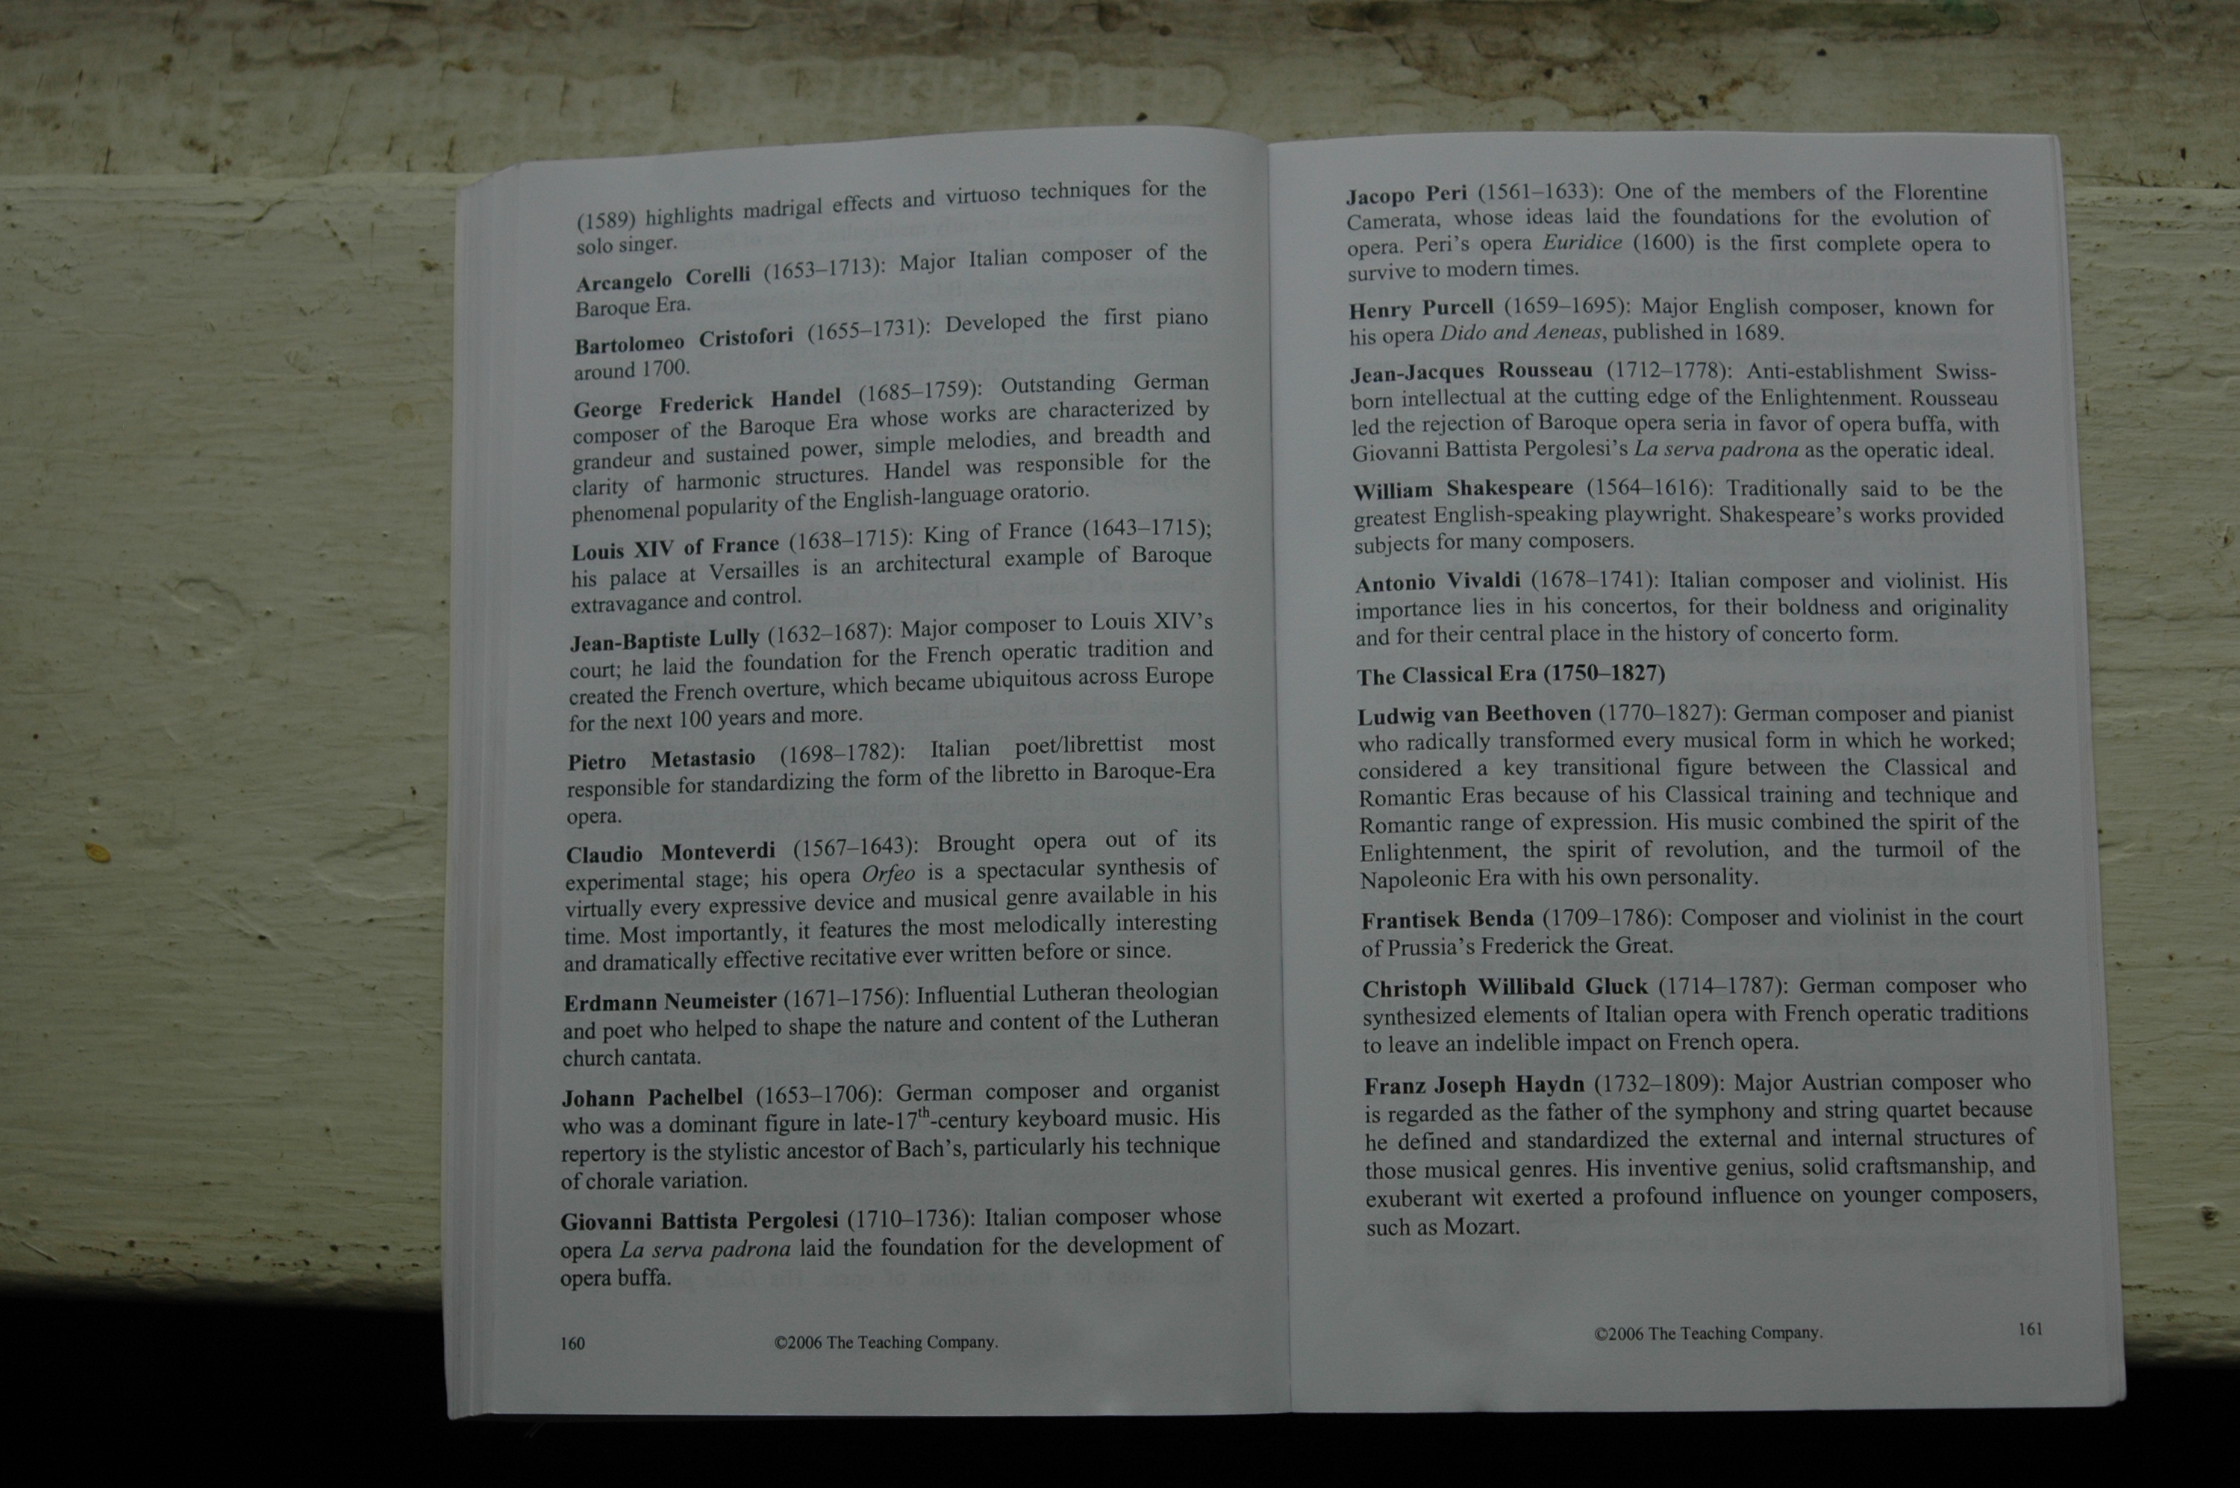 (1589) highlights madrigal effects and virtuoso techniques for the
solo singer.
Arcangelo Corelli (1653–1713): Major Italian composer of the
Baroque Era.
Bartolomeo Cristofori (1655–1731): Developed the first piano
around 1700.
George Frederick Handel (1685–1759): Outstanding German
composer of the Baroque Era whose works are characterized by
grandeur and sustained power, simple melodies, and breadth and
clarity of harmonic structures. Handel was responsible for the
phenomenal popularity of the English-language oratorio.
Louis XIV of France (1638–1715): King of France (1643–1715);
his palace at Versailles is an architectural example of Baroque
extravagance and control.
Jean-Baptiste Lully (1632–1687): Major composer to Louis XIV's
court; he laid the foundation for the French operatic tradition and
created the French overture, which became ubiquitous across Europe
for the next 100 years and more.
Pietro Metastasio (1698–1782): Italian poet/librettist most
responsible for standardizing the form of the libretto in Baroque-Era
opera.
Claudio Monteverdi (1567–1643): Brought opera out of its
experimental stage; his opera Orfeo is a spectacular synthesis of
virtually every expressive device and musical genre available in his
time. Most importantly, it features the most melodically interesting
and dramatically effective recitative ever written before or since.
Erdmann Neumeister (1671–1756): Influential Lutheran theologian
and poet who helped to shape the nature and content of the Lutheran
church cantata.
Johann Pachelbel (1653–1706): German composer and organist
who was a dominant figure in late-17th-century keyboard music. His
repertory is the stylistic ancestor of Bach's, particularly his technique
of chorale variation.
Giovanni Battista Pergolesi (1710–1736): Italian composer whose
opera La serva padrona laid the foundation for the development of
opera buffa.
160 ©2006 The Teaching Company.
Jacopo Peri (1561–1633): One of the members of the Florentine
Camerata, whose ideas laid the foundations for the evolution of
opera. Peri's opera Euridice (1600) is the first complete opera to
survive to modern times.
Henry Purcell (1659–1695): Major English composer, known for
his opera Dido and Aeneas, published in 1689.
Jean-Jacques Rousseau (1712–1778): Anti-establishment Swiss-
born intellectual at the cutting edge of the Enlightenment. Rousseau
led the rejection of Baroque opera seria in favor of opera buffa, with
Giovanni Battista Pergolesi's La serva padrona as the operatic ideal.
William Shakespeare (1564–1616): Traditionally said to be the
greatest English-speaking playwright. Shakespeare's works provided
subjects for many composers.
Antonio Vivaldi (1678–1741): Italian composer and violinist. His
importance lies in his concertos, for their boldness and originality
and for their central place in the history of concerto form.
The Classical Era (1750–1827)
Ludwig van Beethoven (1770–1827): German composer and pianist
who radically transformed every musical form in which he worked;
considered a key transitional figure between the Classical and
Romantic Eras because of his Classical training and technique and
Romantic range of expression. His music combined the spirit of the
Enlightenment, the spirit of revolution, and the turmoil of the
Napoleonic Era with his own personality.
Frantisek Benda (1709–1786): Composer and violinist in the court
of Prussia's Frederick the Great.
Christoph Willibald Gluck (1714–1787): German composer who
synthesized elements of Italian opera with French operatic traditions
to leave an indelible impact on French opera.
Franz Joseph Haydn (1732–1809): Major Austrian composer who
is regarded as the father of the symphony and string quartet because
he defined and standardized the external and internal structures of
those musical genres. His inventive genius, solid craftsmanship, and
exuberant wit exerted a profound influence on younger composers,
such as Mozart.
©2006 The Teaching Company. 161